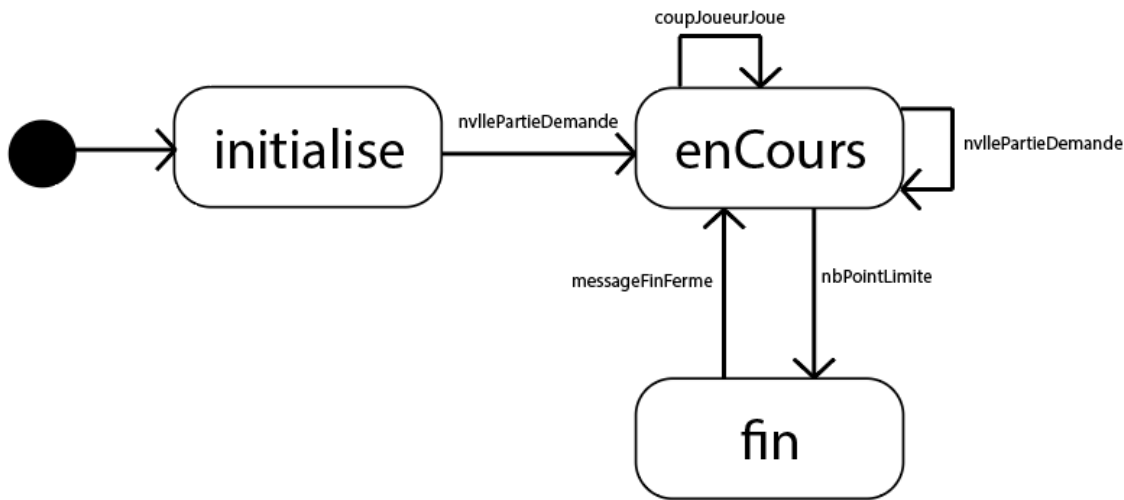 coupJoueurJoue
initialise
nvllePartieDemande
enCours
nvllePartieDemande
messageFinFerme
nbPointLimite
fin